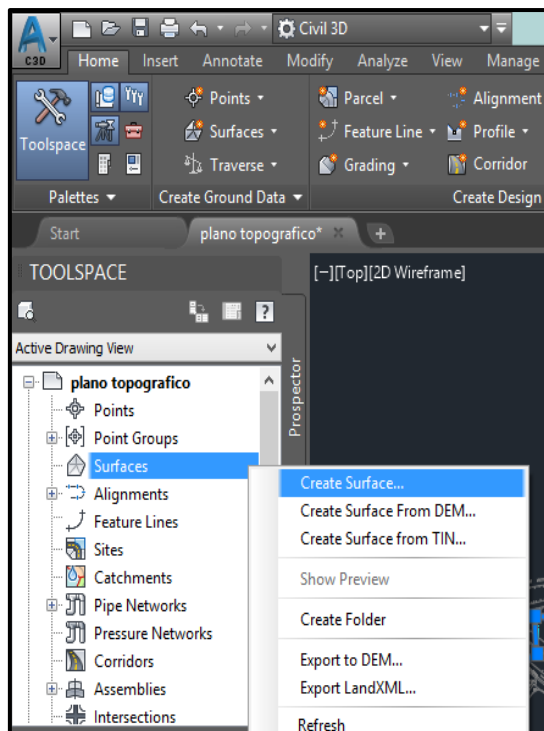 C3D
Civil 3D
Home Insert Annotate Modify Analyze View Manage
Toolspace
Points
Parcel
Alignment
Surfaces
Feature Line
Profile
Traverse
Grading
Corridor
Palettes
Create Ground Data
Create Design
Start
plano topografico*
TOOLSPACE
[−][Top][2D Wireframe]
?
Active Drawing View
Prospector
plano topografico
Points
Point Groups
Surfaces
Alignments
Feature Lines
Sites
Catchments
Pipe Networks
Pressure Networks
Corridors
Assemblies
Intersections
Create Surface...
Create Surface From DEM...
Create Surface from TIN...
Show Preview
Create Folder
Export to DEM...
Export LandXML...
Refresh